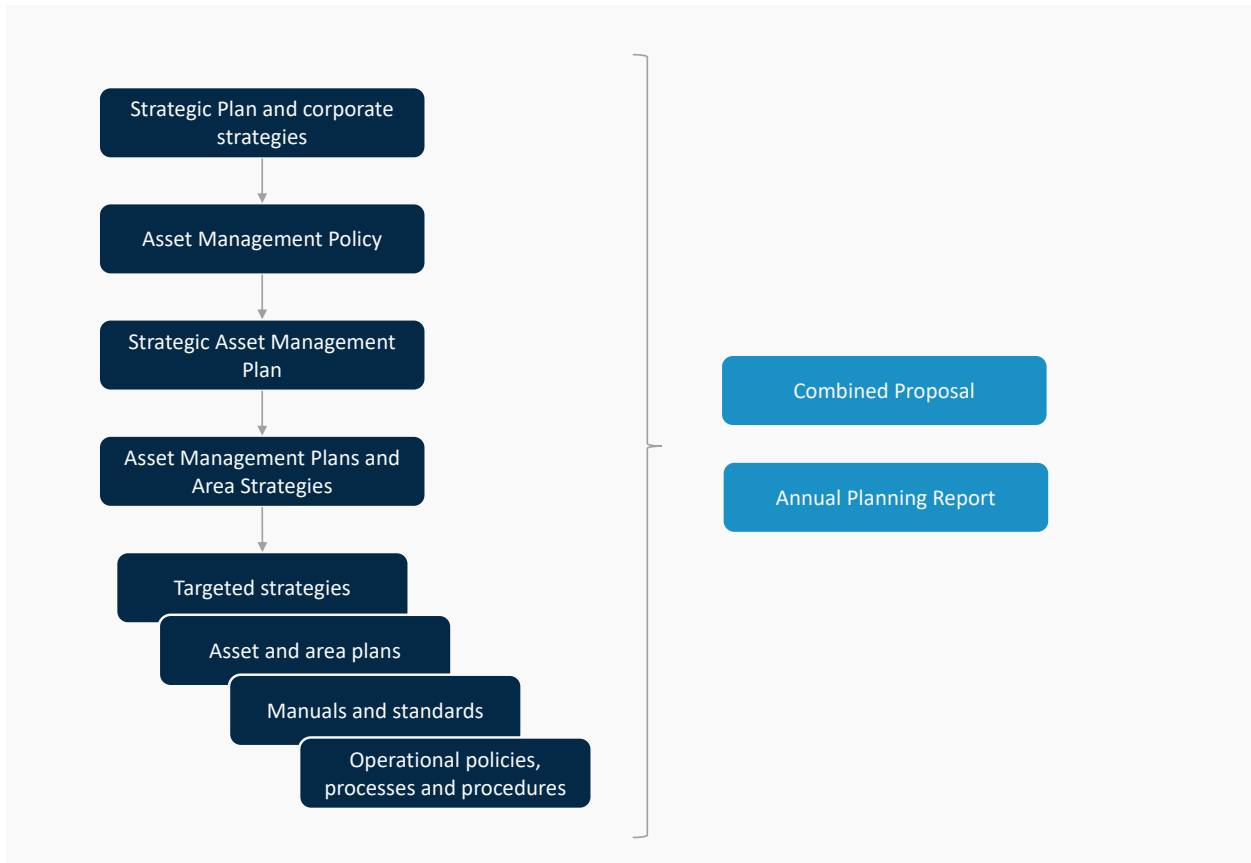 Strategic Plan and corporate
strategies
Asset Management Policy
Strategic Asset Management
Plan
Asset Management Plans and
Area Strategies
Targeted strategies
Asset and area plans
Manuals and standards
Operational policies,
processes and procedures
Combined Proposal
Annual Planning Report